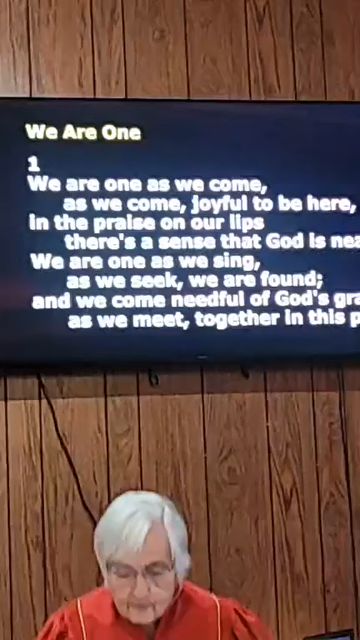 We Are One
1
We are one as we come,
as we come, joyful to be here,
in the praise on our lips
there's a sense that God is
We are one as we sing,
as we seek, we are found;
and we come needful of God's
as we meet, together in this